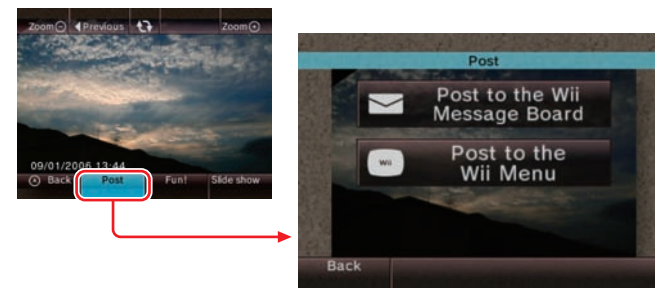 Zoom ⊖ ◀Previous Zoom ⊕
09/01/2006 13:44
Back Post Fun! Slide show
Post
Post to the Wii
Message Board
Wii
Post to the
Wii Menu
Back